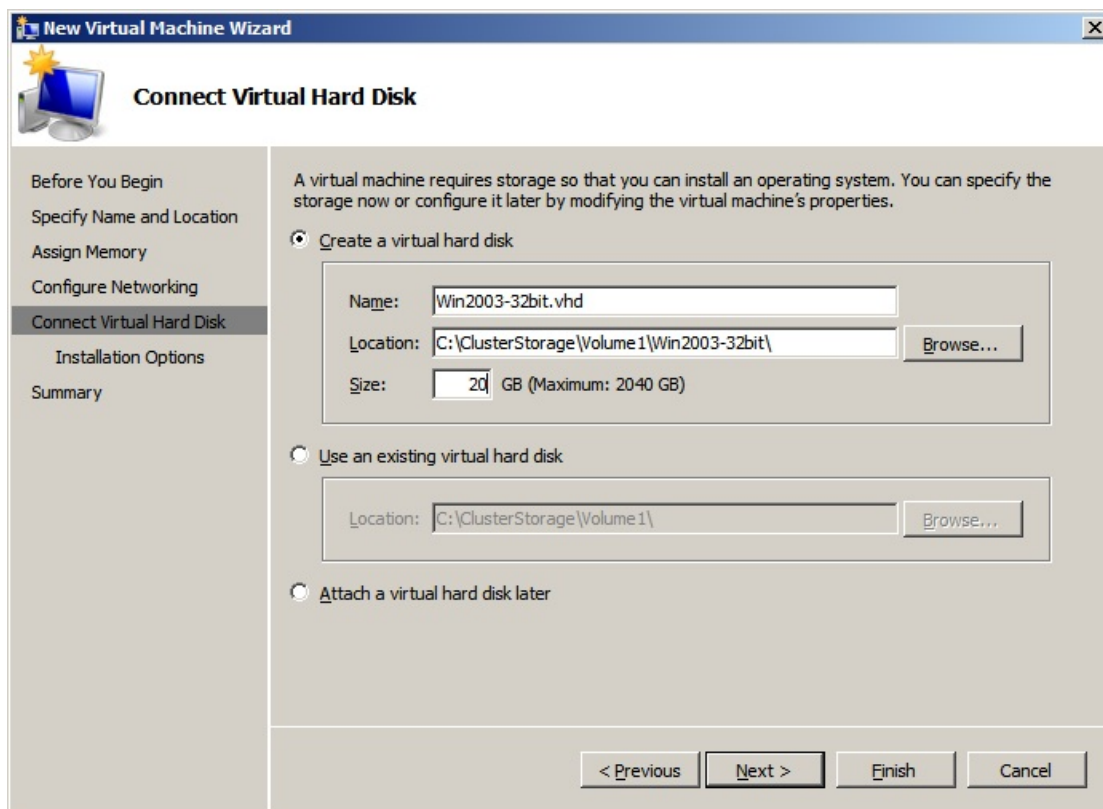 New Virtual Machine Wizard
Connect Virtual Hard Disk
Before You Begin
Specify Name and Location
Assign Memory
Configure Networking
Connect Virtual Hard Disk
Installation Options
Summary
A virtual machine requires storage so that you can install an operating system. You can specify the
storage now or configure it later by modifying the virtual machine's properties.
Create a virtual hard disk
Name: Win2003-32bit.vhd
Location: C:\ClusterStorage\Volume1\Win2003-32bit\ Browse...
Size: 20 GB (Maximum: 2040 GB)
Use an existing virtual hard disk
Location: C:\ClusterStorage\Volume1\ Browse...
Attach a virtual hard disk later
< Previous Next > Finish Cancel